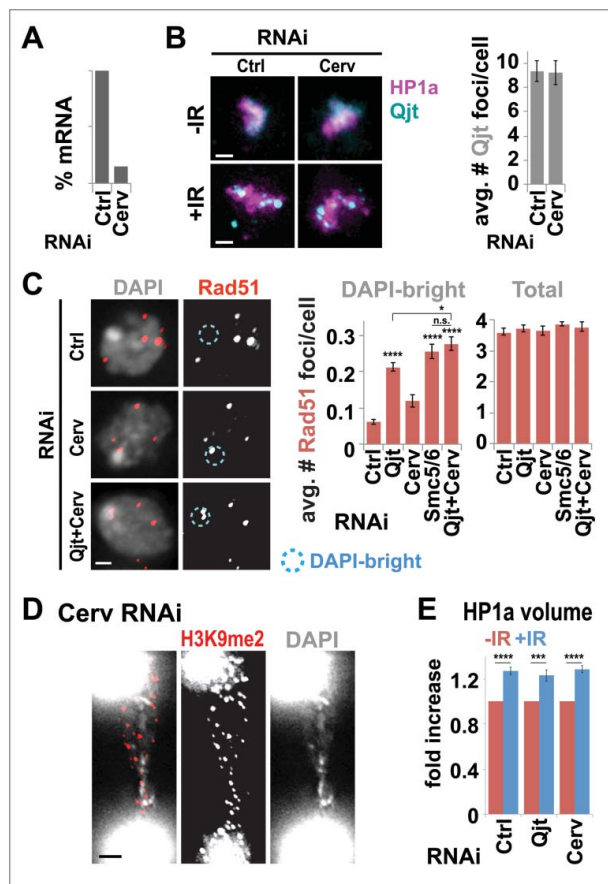 A
% mRNA
Ctrl
Cerv
RNAi
B
RNAi
Ctrl
Cerv
HP1a
Qjt
-IR
+IR
avg. # Qjt foci/cell
10
8
6
4
2
0
Ctrl
Cerv
RNAi
C
DAPI
Rad51
RNAi
Ctrl
Cerv
Qjt+Cerv
DAPI-bright
avg. # Rad51 foci/cell
DAPI-bright
*
n.s.
****
****
****
0.3
0.2
0.1
0
Ctrl
Qjt
Cerv
Smc5/6
Qjt+Cerv
RNAi
Total
4
3
2
1
0
Ctrl
Qjt
Cerv
Smc5/6
Qjt+Cerv
D Cerv RNAi
H3K9me2
DAPI
E HP1a volume
-IR +IR
fold increase
**** *** ****
1.2
0.8
0.4
0
Ctrl
Qjt
Cerv
RNAi